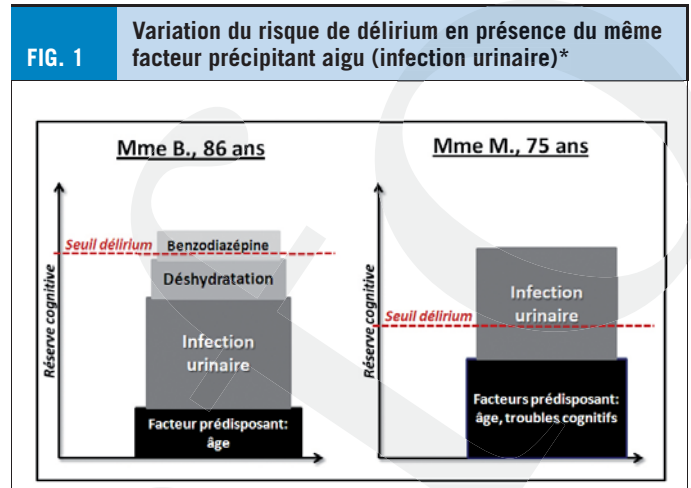 FIG. 1
Variation du risque de délirium en présence du même
facteur précipitant aigu (infection urinaire)*
Mme B., 86 ans
Réserve cognitive
Seuil délirium
Benzodiazépine
Déshydratation
Infection
urinaire
Facteur prédisposant:
âge
Mme M., 75 ans
Réserve cognitive
Seuil délirium
Infection
urinaire
Facteurs prédisposant:
âge, troubles cognitifs